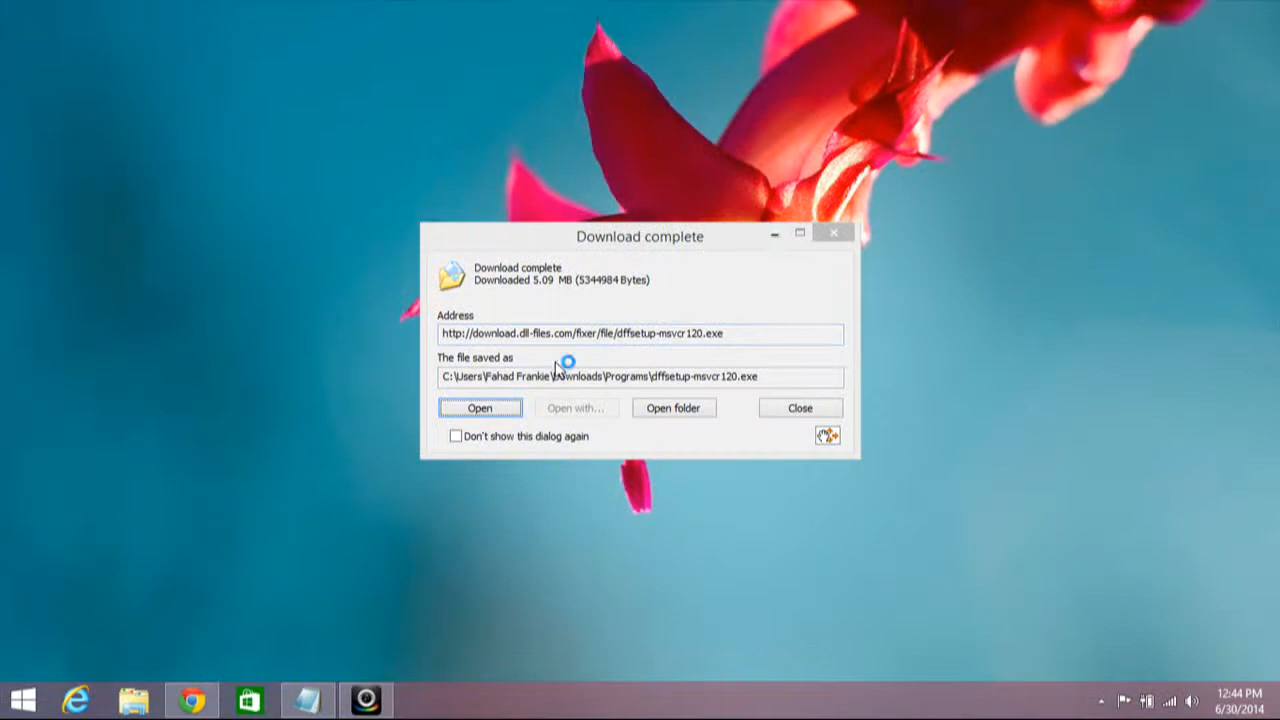 Download complete
Download complete
Downloaded 5.09 MB (5344984 Bytes)
Address
http://download.dll-files.com/fixer/file/dffsetup-msvcr120.exe
The file saved as
C:\Users\Fahad Frankie\Downloads\Programs\dffsetup-msvcr120.exe
Open
Open with...
Open folder
Close
Don't show this dialog again
12:44 PM
6/30/2014